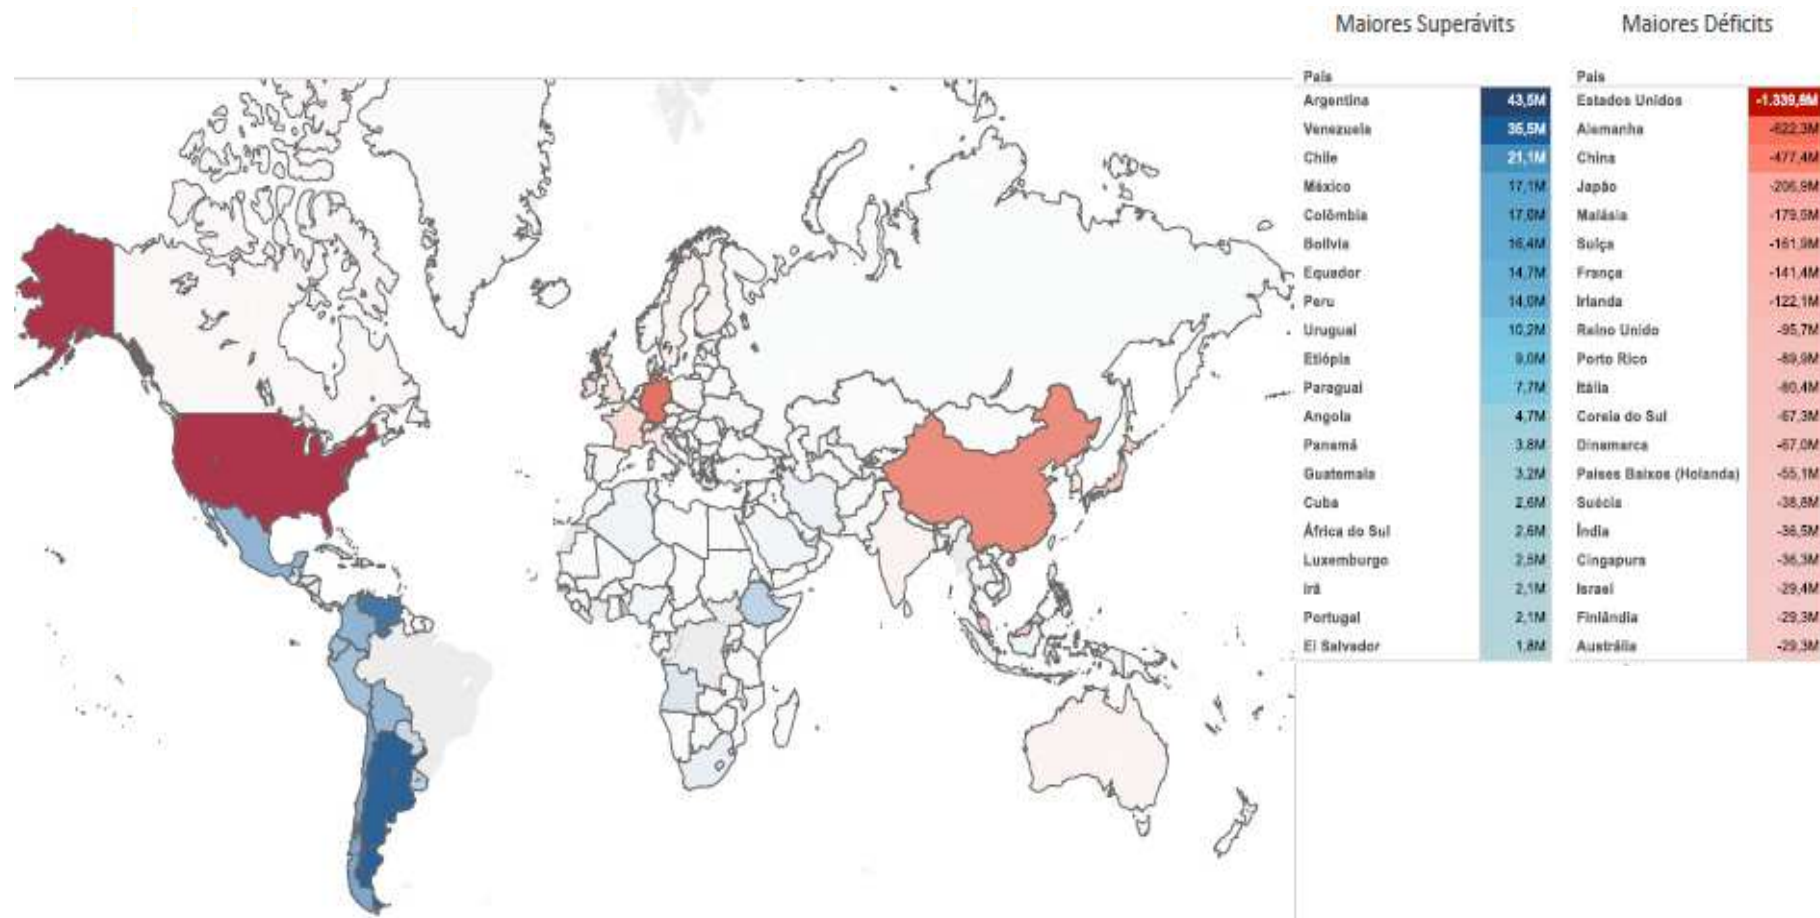 Maiores Superávits Maiores Déficits
País País
Argentina 43,5M Estados Unidos -1.339,8M
Venezuela 36,5M Alemanha -622,3M
Chile 21,1M China -477,4M
México 17,1M Japão -206,9M
Colômbia 17,0M Malásia -179,5M
Bolívia 16,4M Suíça -161,9M
Equador 14,7M França -141,4M
Peru 14,0M Irlanda -122,1M
Uruguai 10,2M Reino Unido -95,7M
Etiópia 9,0M Porto Rico -89,9M
Paraguai 7,7M Itália -80,4M
Angola 4,7M Coreia do Sul -67,3M
Panamá 3,8M Dinamarca -67,0M
Guatemala 3,2M Países Baixos (Holanda) -55,1M
Cuba 2,6M Suécia -38,8M
África do Sul 2,6M Índia -36,5M
Luxemburgo 2,5M Cingapura -36,3M
Irã 2,1M Israel -29,4M
Portugal 2,1M Finlândia -29,3M
El Salvador 1,8M Austrália -29,3M